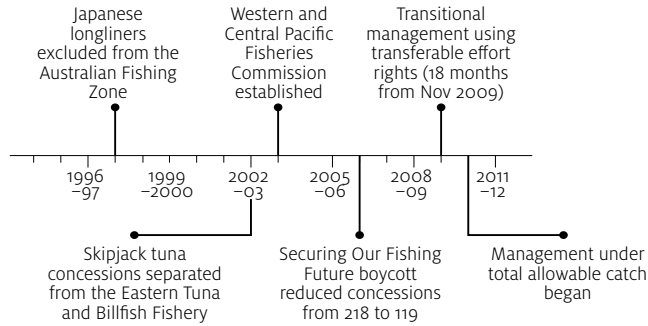 Japanese
longliners
excluded from the
Australian Fishing
Zone
Western and
Central Pacific
Fisheries
Commission
established
Transitional
management using
transferable effort
rights (18 months
from Nov 2009)
1996
–97
1999
–2000
2002
–03
2005
–06
2008
–09
2011
–12
Skipjack tuna
concessions separated
from the Eastern Tuna
and Billfish Fishery
Securing Our Fishing
Future boycott
reduced concessions
from 218 to 119
Management under
total allowable catch
began